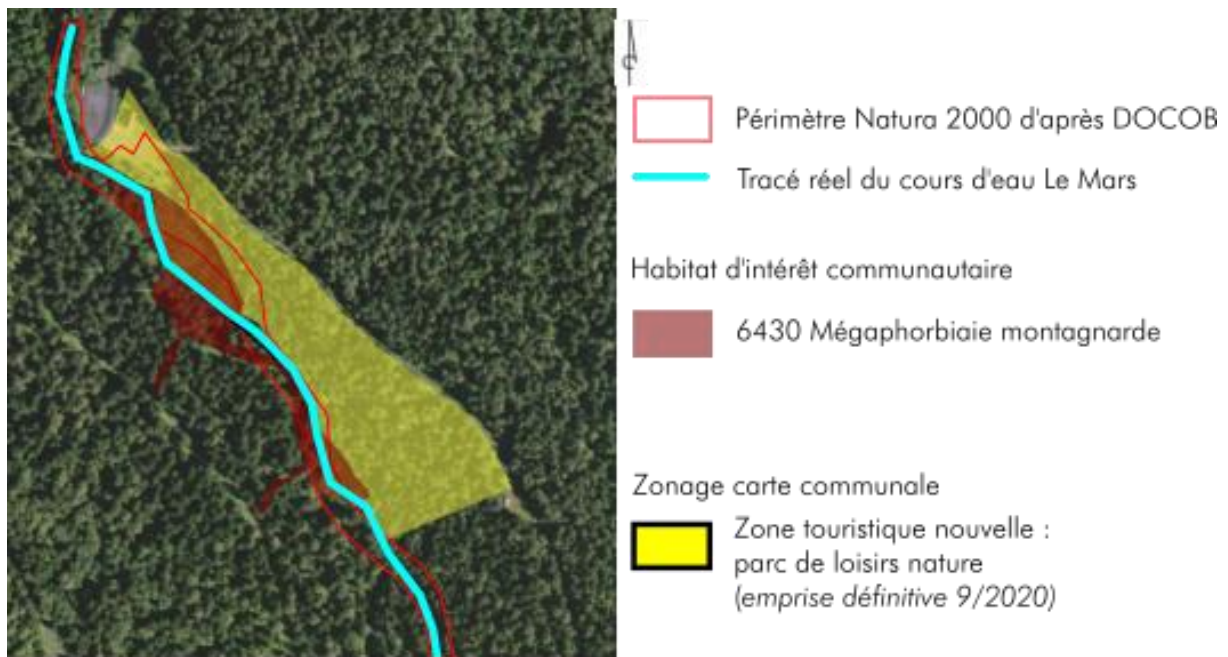 Périmètre Natura 2000 d'après DOCOB
Tracé réel du cours d'eau Le Mars
Habitat d'intérêt communautaire
6430 Mégaphorbiaie montagnarde
Zonage carte communale
Zone touristique nouvelle :
parc de loisirs nature
(emprise définitive 9/2020)